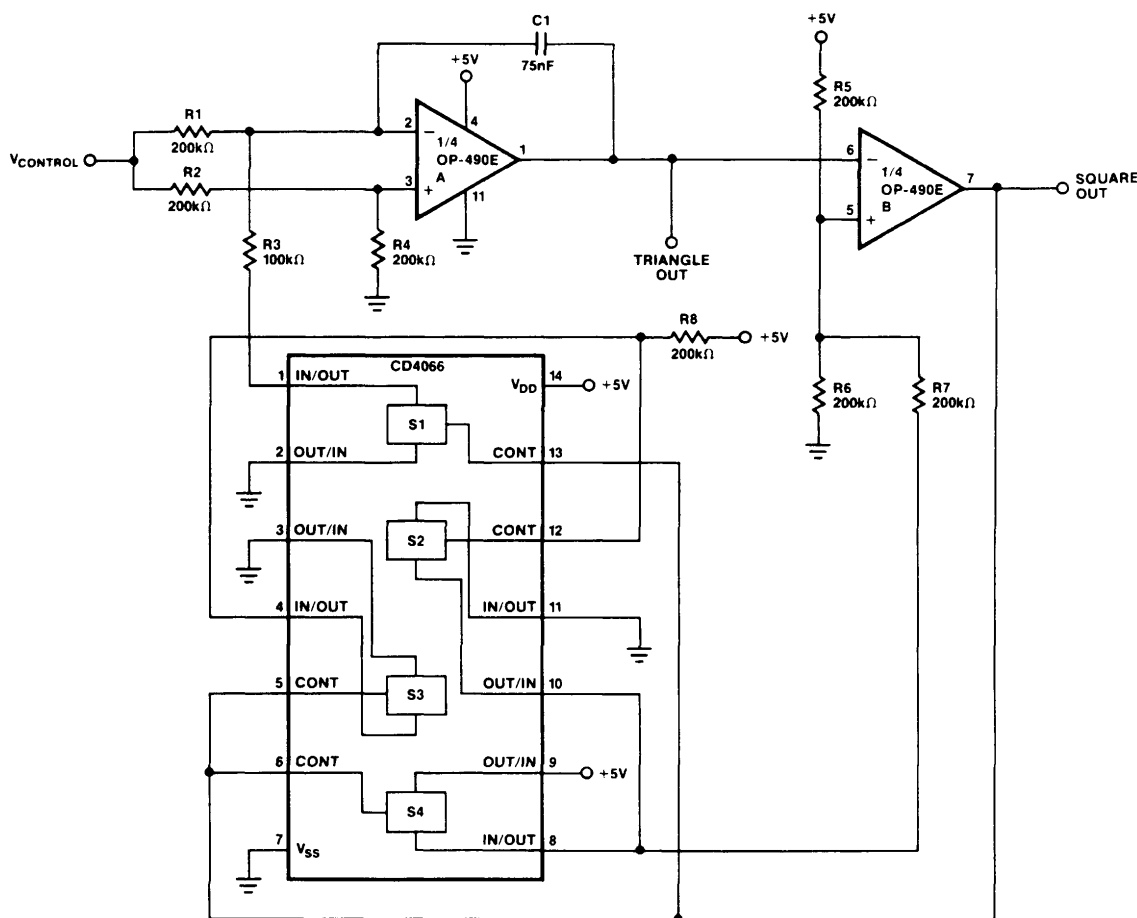 C1
75nF
+5V
+5V
R5
200kΩ
R1
200kΩ
VCONTROL
R2
200kΩ
2
−
4
1/4
OP-490E
A
1
3
+
11
6
−
1/4
OP-490E
B
7
5
+
SQUARE
OUT
R3
100kΩ
R4
200kΩ
TRIANGLE
OUT
R8
200kΩ
+5V
R6
200kΩ
R7
200kΩ
CD4066
1
IN/OUT
VDD
14
+5V
S1
2
OUT/IN
CONT
13
3
OUT/IN
S2
CONT
12
4
IN/OUT
IN/OUT
11
5
CONT
S3
OUT/IN
10
6
CONT
OUT/IN
9
+5V
S4
7
VSS
IN/OUT
8